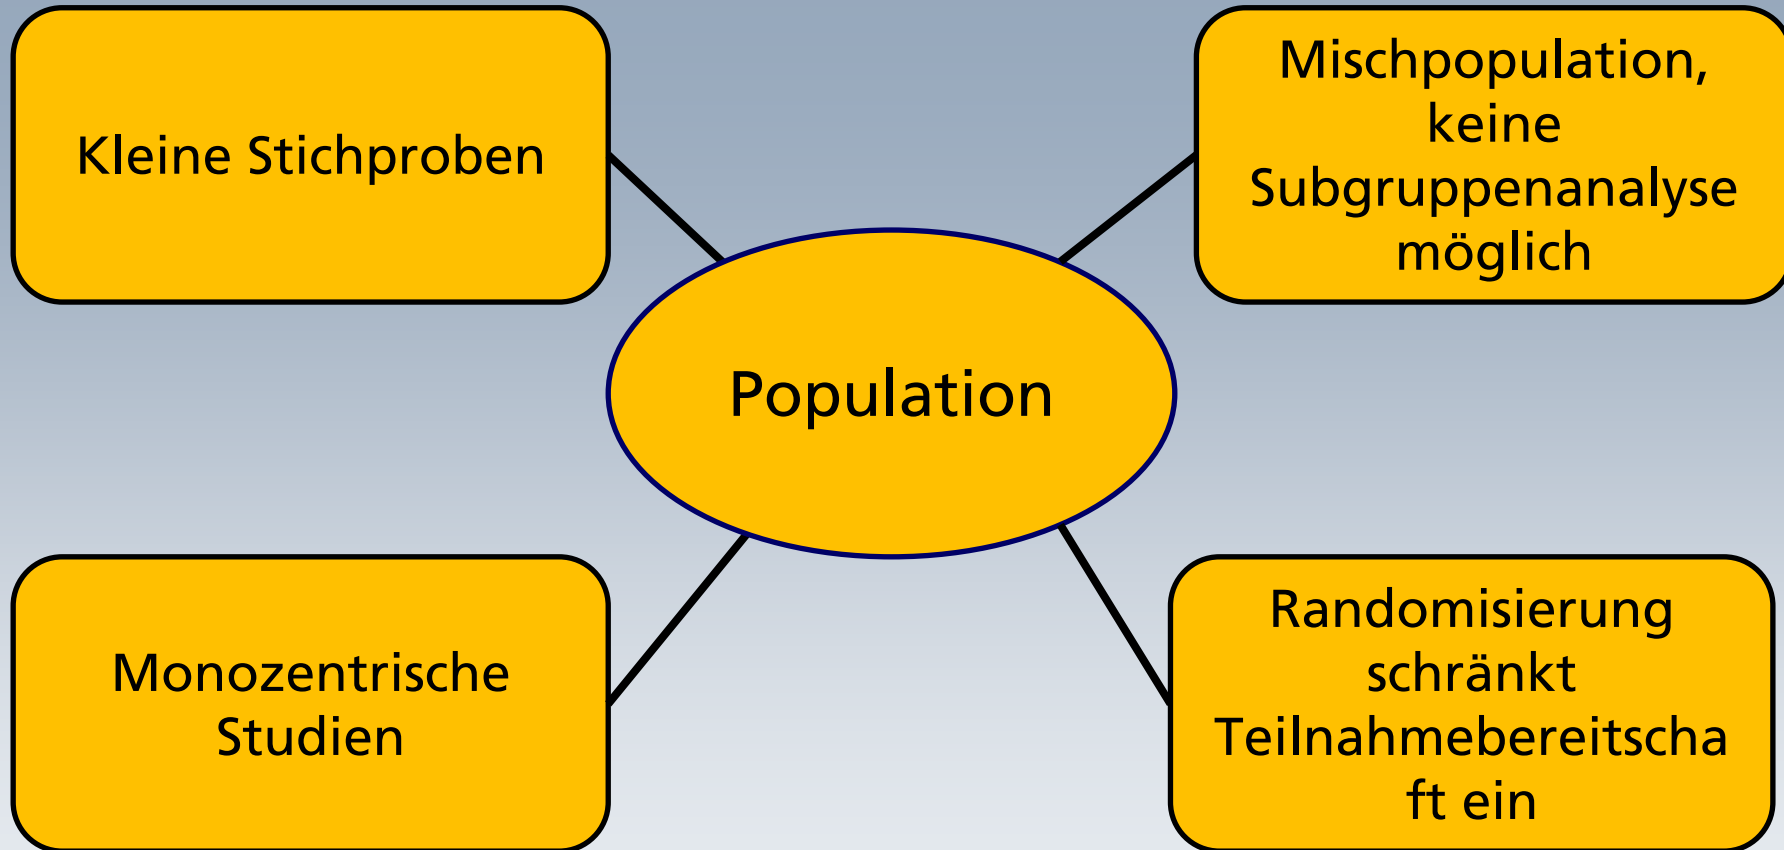 Kleine Stichproben
Mischpopulation,
keine
Subgruppenanalyse
möglich
Population
Monozentrische
Studien
Randomisierung
schränkt
Teilnahmebereitscha
ft ein